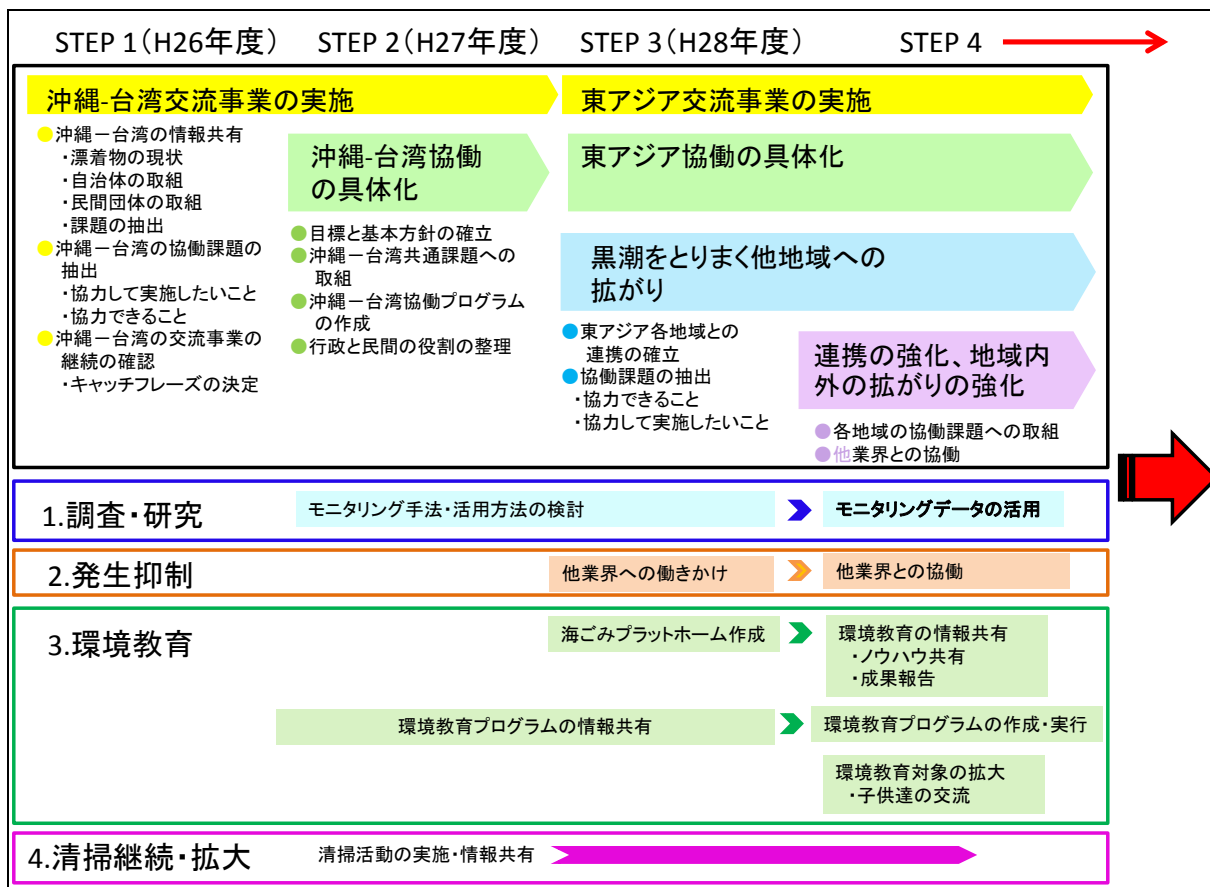 STEP 1(H26年度)
STEP 2(H27年度)
STEP 3(H28年度)
STEP 4
沖縄-台湾交流事業の実施
東アジア交流事業の実施
●沖縄－台湾の情報共有
・漂着物の現状
・自治体の取組
・民間団体の取組
・課題の抽出
●沖縄－台湾の協働課題の
抽出
・協力して実施したいこと
・協力できること
●沖縄－台湾の交流事業の
継続の確認
・キャッチフレーズの決定
沖縄-台湾協働
の具体化
●目標と基本方針の確立
●沖縄－台湾共通課題への
取組
●沖縄－台湾協働プログラム
の作成
●行政と民間の役割の整理
東アジア協働の具体化
黒潮をとりまく他地域への
拡がり
●東アジア各地域との
連携の確立
●協働課題の抽出
・協力できること
・協力して実施したいこと
連携の強化、地域内
外の拡がりの強化
●各地域の協働課題への取組
●他業界との協働
1.調査・研究
モニタリング手法・活用方法の検討
モニタリングデータの活用
2.発生抑制
他業界への働きかけ
他業界との協働
3.環境教育
海ごみプラットホーム作成
環境教育の情報共有
・ノウハウ共有
・成果報告
環境教育プログラムの情報共有
環境教育プログラムの作成・実行
環境教育対象の拡大
・子供達の交流
4.清掃継続・拡大
清掃活動の実施・情報共有